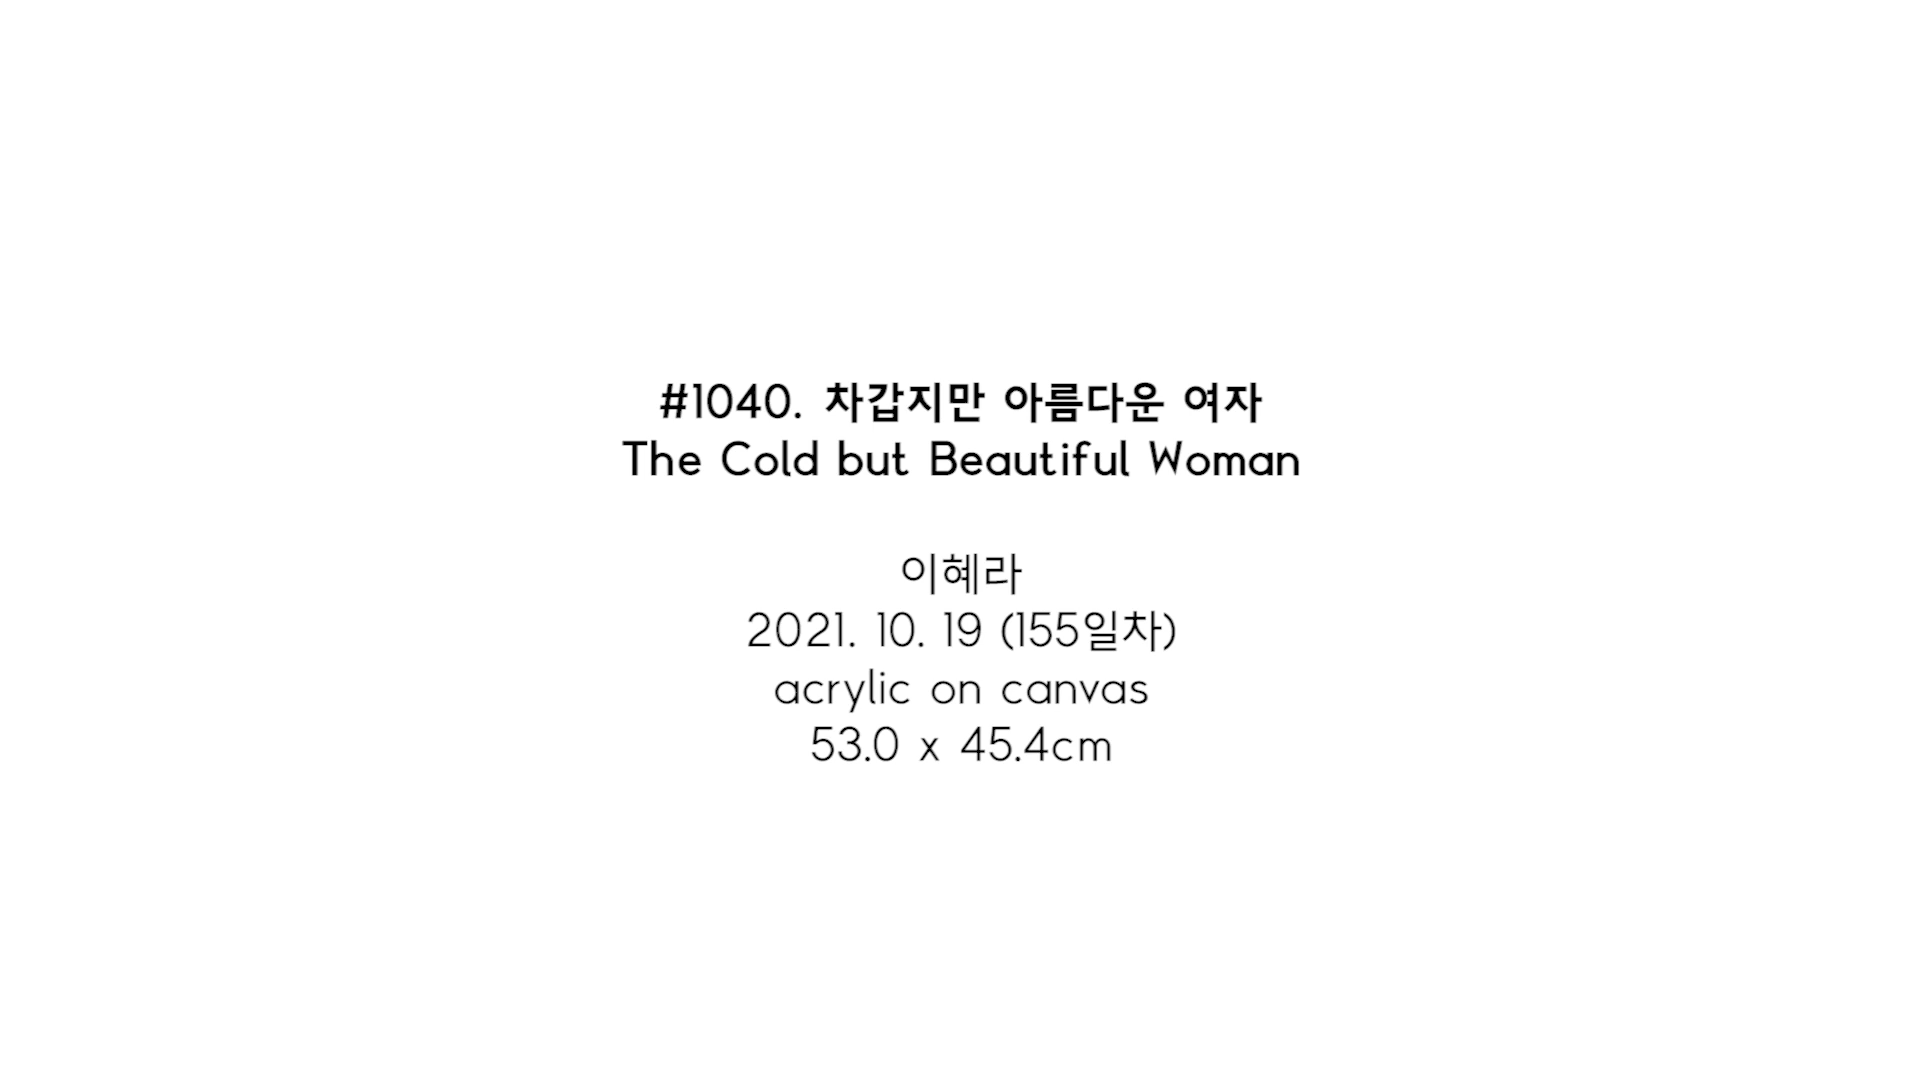 #1040. 차갑지만 아름다운 여자
The Cold but Beautiful Woman
이혜라
2021. 10. 19 (155일차)
acrylic on canvas
53.0 x 45.4cm